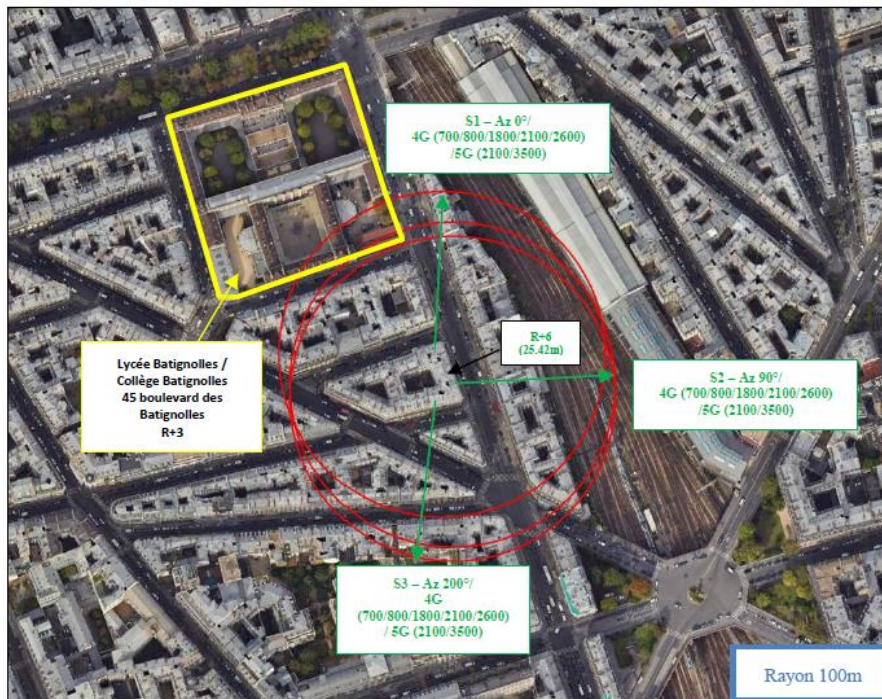 S1 – Az 0°/
4G (700/800/1800/2100/2600)
/5G (2100/3500)
R+6
(25.42m)
Lycée Batignolles /
Collège Batignolles
45 boulevard des
Batignolles
R+3
S2 – Az 90°/
4G (700/800/1800/2100/2600)
/5G (2100/3500)
S3 – Az 200°/
4G
(700/800/1800/2100/2600)
/ 5G (2100/3500)
Rayon 100m